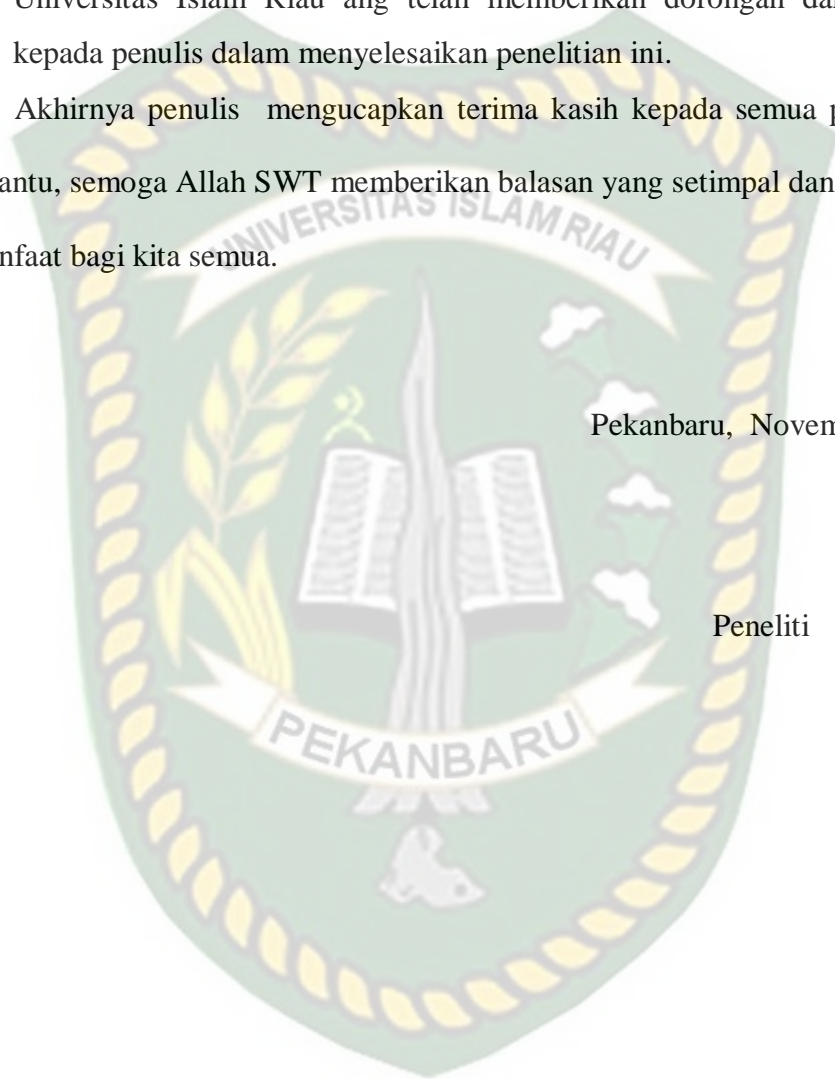 Universitas Islam Riau ang telah memberikan dorongan
kepada penulis dalam menyelesaikan penelitian ini.
Akhirnya penulis mengucapkan terima kasih kepada semua
antu, semoga Allah SWT memberikan balasan yang setimpal dan
nfaat bagi kita semua.
UNIVERSITAS ISLAM RIAU
Pekanbaru, Novem
Peneliti
PEKANBARU